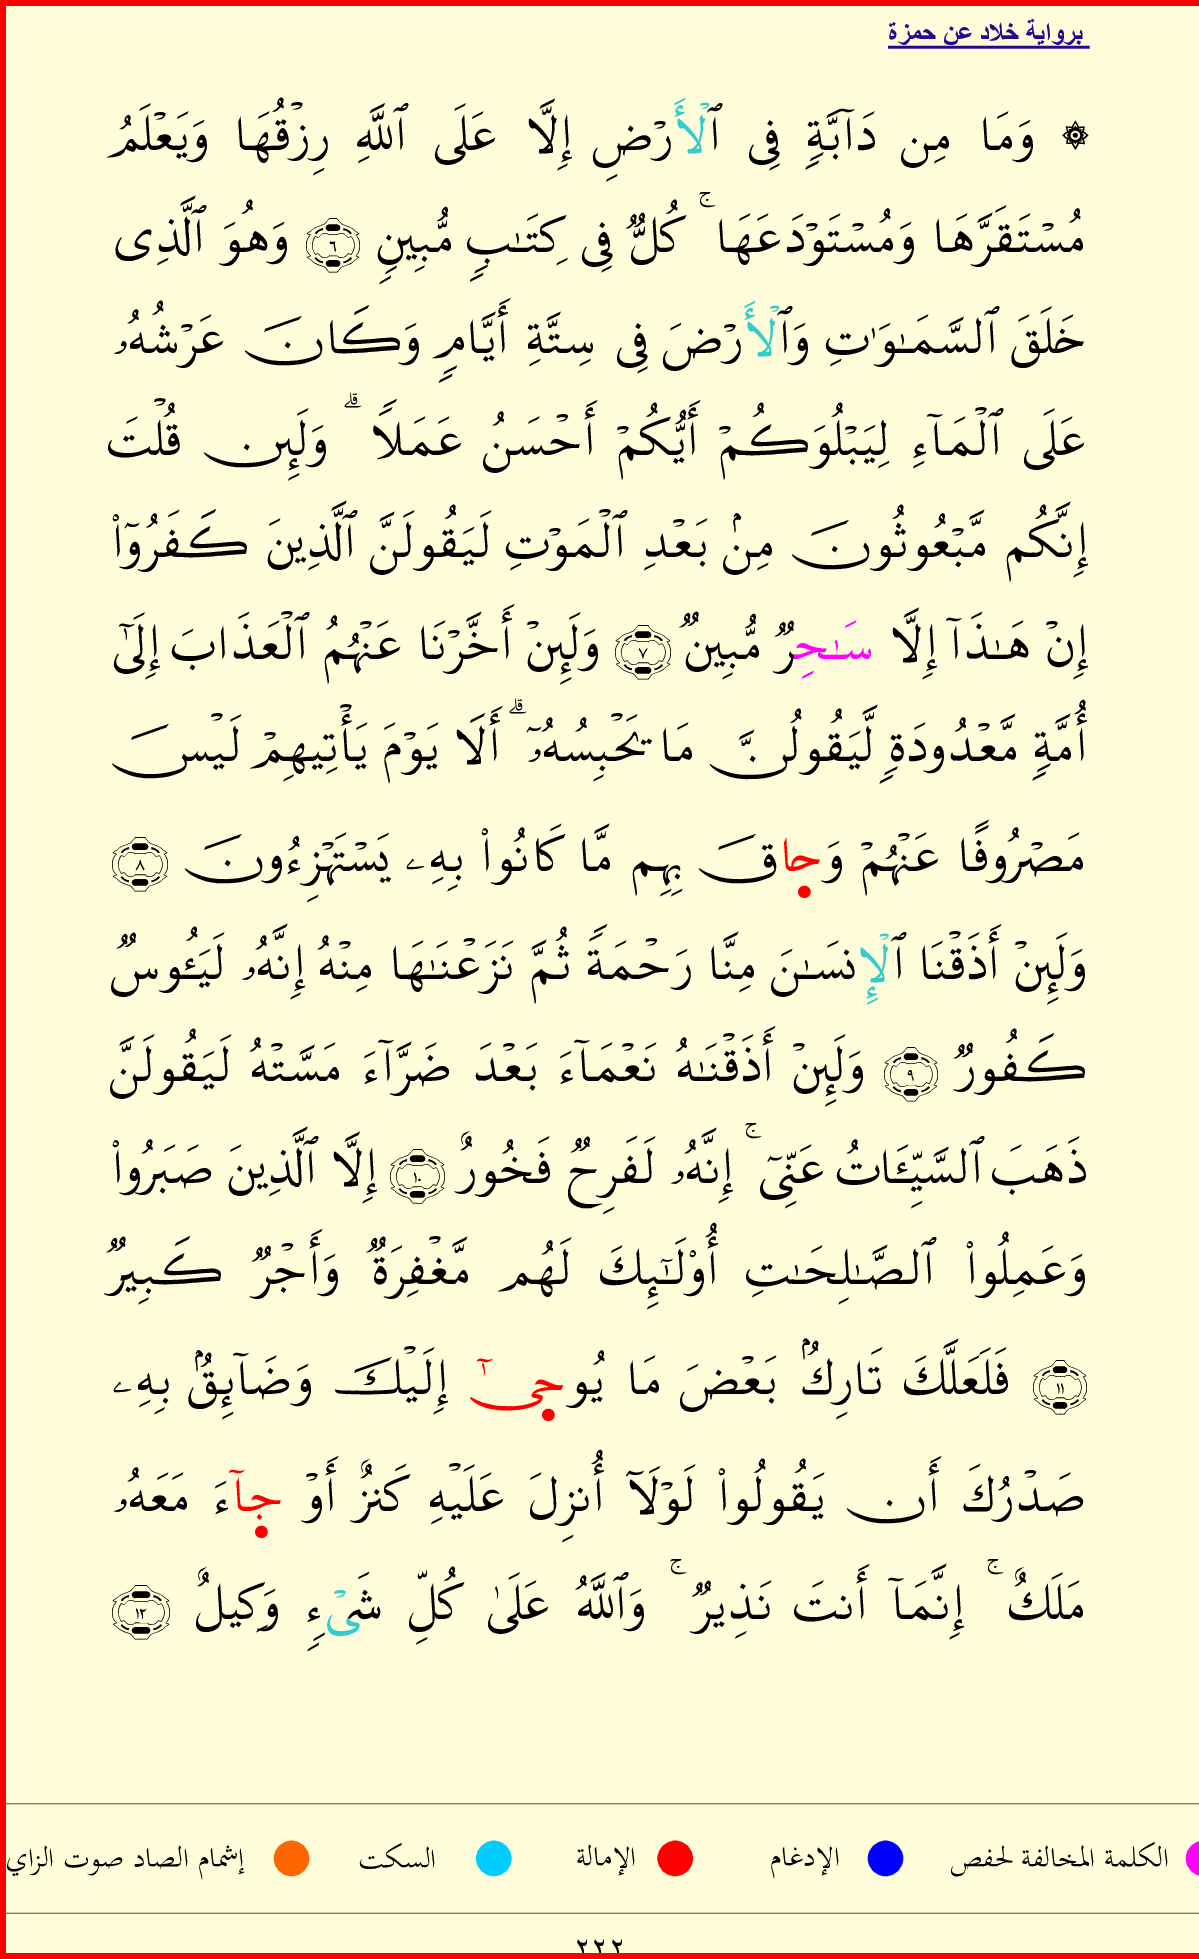 برواية خلاد عن حمزة
۞ وَمَا مِن دَآبَّةٍ فِى ٱلْأَرْضِ إِلَّا عَلَى ٱللَّهِ رِزْقُهَا وَيَعْلَمُ
مُسْتَقَرَّهَا وَمُسْتَوْدَعَهَا ۚ كُلٌّ فِى كِتَـٰبٍ مُّبِينٍ ٦ وَهُوَ ٱلَّذِى
خَلَقَ ٱلسَّمَـٰوَٰتِ وَٱلْأَرْضَ فِى سِتَّةِ أَيَّامٍ وَكَانَ عَرْشُهُۥ
عَلَى ٱلْمَآءِ لِيَبْلُوَكُمْ أَيُّكُمْ أَحْسَنُ عَمَلًا ۗ وَلَئِن قُلْتَ
إِنَّكُم مَّبْعُوثُونَ مِنۢ بَعْدِ ٱلْمَوْتِ لَيَقُولَنَّ ٱلَّذِينَ كَفَرُوٓا۟
إِنْ هَـٰذَآ إِلَّا سَـٰحِرٌ مُّبِينٌ ٧ وَلَئِنْ أَخَّرْنَا عَنْهُمُ ٱلْعَذَابَ إِلَىٰٓ
أُمَّةٍ مَّعْدُودَةٍ لَّيَقُولُنَّ مَا يَحْبِسُهُۥٓ ۗ أَلَا يَوْمَ يَأْتِيهِمْ لَيْسَ
مَصْرُوفًا عَنْهُمْ وَحَاقَ بِهِم مَّا كَانُوا۟ بِهِۦ يَسْتَهْزِءُونَ ٨
وَلَئِنْ أَذَقْنَا ٱلْإِنسَـٰنَ مِنَّا رَحْمَةً ثُمَّ نَزَعْنَـٰهَا مِنْهُ إِنَّهُۥ لَيَـُٔوسٌ
كَفُورٌ ٩ وَلَئِنْ أَذَقْنَـٰهُ نَعْمَآءَ بَعْدَ ضَرَّآءَ مَسَّتْهُ لَيَقُولَنَّ
ذَهَبَ ٱلسَّيِّـَٔاتُ عَنِّىٓ ۚ إِنَّهُۥ لَفَرِحٌ فَخُورٌ ١٠ إِلَّا ٱلَّذِينَ صَبَرُوا۟
وَعَمِلُوا۟ ٱلصَّـٰلِحَـٰتِ أُو۟لَـٰٓئِكَ لَهُم مَّغْفِرَةٌ وَأَجْرٌ كَبِيرٌ
١١ فَلَعَلَّكَ تَارِكٌۢ بَعْضَ مَا يُوحِىٓ إِلَيْكَ وَضَآئِقٌۢ بِهِۦ
صَدْرُكَ أَن يَقُولُوا۟ لَوْلَآ أُنزِلَ عَلَيْهِ كَنزٌ أَوْ جَآءَ مَعَهُۥ
مَلَكٌ ۚ إِنَّمَآ أَنتَ نَذِيرٌ ۚ وَٱللَّهُ عَلَىٰ كُلِّ شَىْءٍ وَكِيلٌ ١٢
الكلمة المخالفة لحفص الإدغام الإمالة السكت إشمام الصاد صوت الزاي
٢٢٢